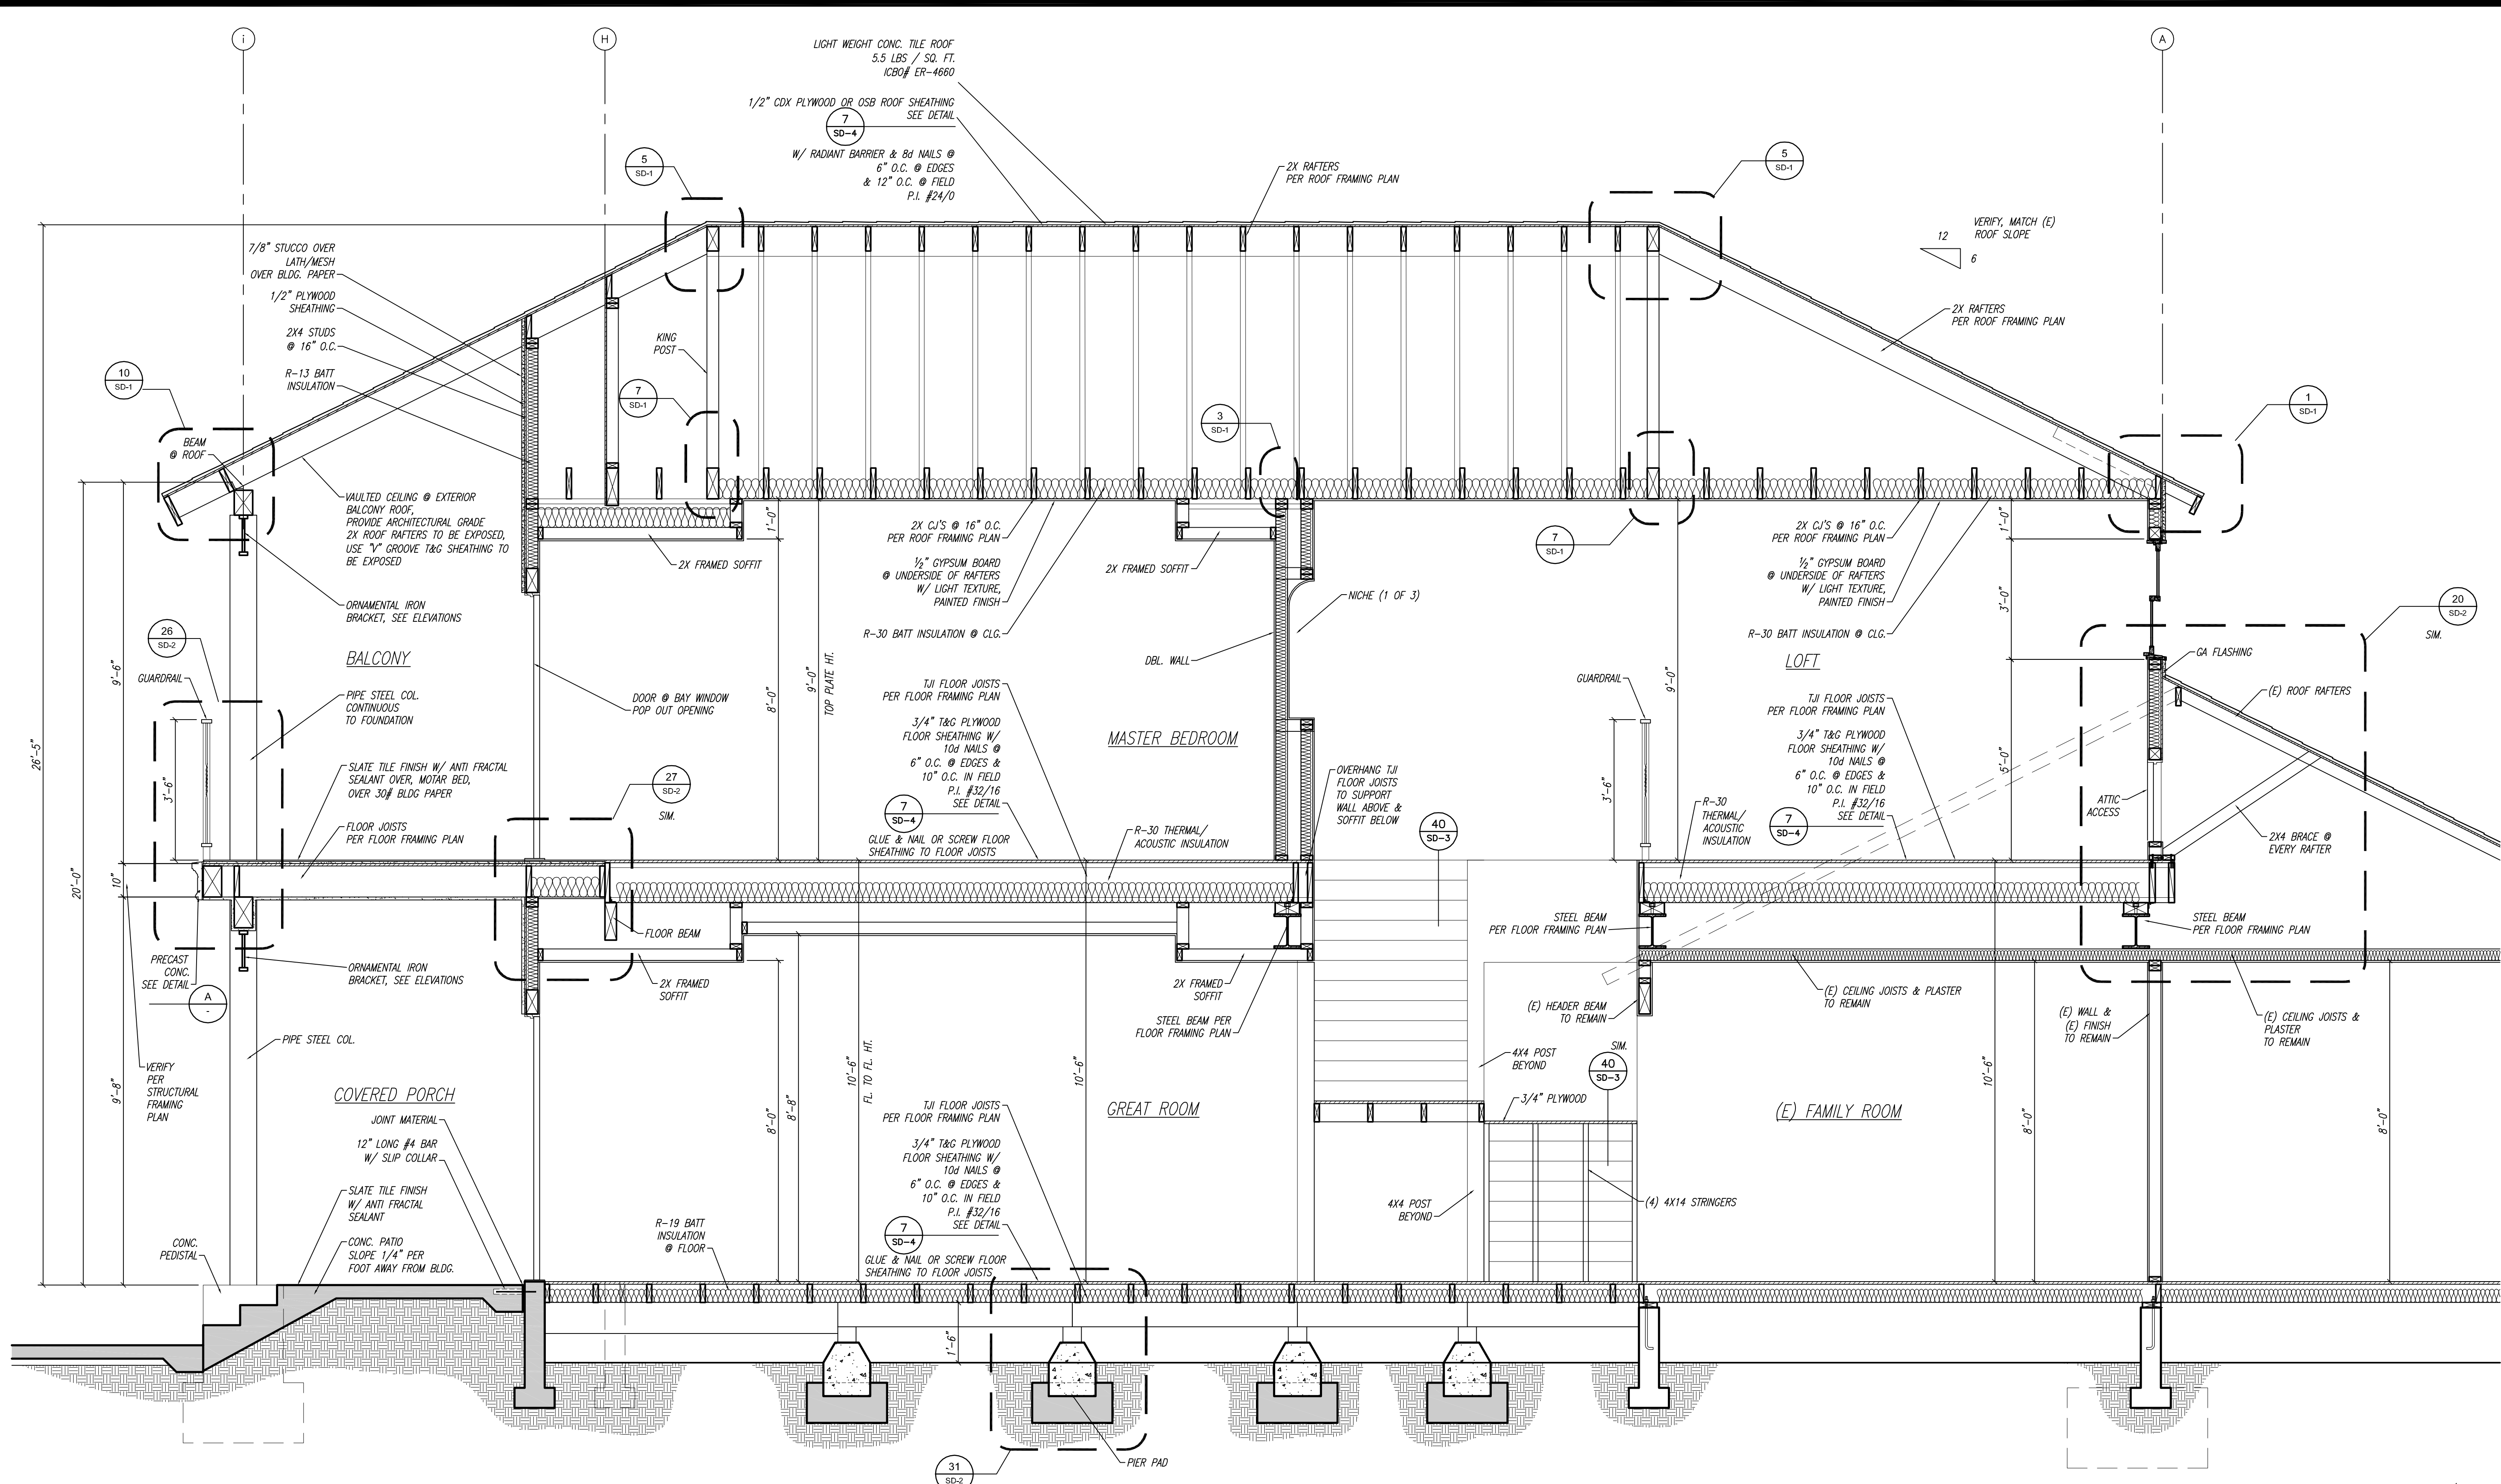 i
H
A
LIGHT WEIGHT CONC. TILE ROOF
5.5 LBS / SQ. FT.
ICBO# ER-4660
1/2" CDX PLYWOOD OR OSB ROOF SHEATHING
SEE DETAIL
7
SD-4
W/ RADIANT BARRIER & 8d NAILS @
6" O.C. @ EDGES
& 12" O.C. @ FIELD
P.I. #24/0
5
SD-1
2X RAFTERS
PER ROOF FRAMING PLAN
5
SD-1
VERIFY, MATCH (E)
ROOF SLOPE
12
6
7/8" STUCCO OVER
LATH/MESH
OVER BLDG. PAPER
1/2" PLYWOOD
SHEATHING
2X4 STUDS
@ 16" O.C.
R-13 BATT
INSULATION
KING
POST
2X RAFTERS
PER ROOF FRAMING PLAN
10
SD-1
7
SD-1
3
SD-1
1
SD-1
BEAM
@ ROOF
VAULTED CEILING @ EXTERIOR
BALCONY ROOF,
PROVIDE ARCHITECTURAL GRADE
2X ROOF RAFTERS TO BE EXPOSED,
USE "V" GROOVE T&G SHEATHING TO
BE EXPOSED
1'-0"
2X FRAMED SOFFIT
2X CJ'S @ 16" O.C.
PER ROOF FRAMING PLAN
1/2" GYPSUM BOARD
@ UNDERSIDE OF RAFTERS
W/ LIGHT TEXTURE,
PAINTED FINISH
R-30 BATT INSULATION @ CLG.
2X FRAMED SOFFIT
NICHE (1 OF 3)
DBL. WALL
7
SD-1
2X CJ'S @ 16" O.C.
PER ROOF FRAMING PLAN
1/2" GYPSUM BOARD
@ UNDERSIDE OF RAFTERS
W/ LIGHT TEXTURE,
PAINTED FINISH
R-30 BATT INSULATION @ CLG.
1'-0"
3'-0"
5'-0"
20
SD-2
SIM.
ORNAMENTAL IRON
BRACKET, SEE ELEVATIONS
26
SD-2
GUARDRAIL
BALCONY
PIPE STEEL COL.
CONTINUOUS
TO FOUNDATION
DOOR @ BAY WINDOW
POP OUT OPENING
8'-0"
9'-0"
TOP PLATE HT.
TJI FLOOR JOISTS
PER FLOOR FRAMING PLAN
3/4" T&G PLYWOOD
FLOOR SHEATHING W/
10d NAILS @
6" O.C. @ EDGES &
10" O.C. IN FIELD
P.I. #32/16
SEE DETAIL
7
SD-4
GLUE & NAIL OR SCREW FLOOR
SHEATHING TO FLOOR JOISTS
MASTER BEDROOM
R-30 THERMAL/
ACOUSTIC INSULATION
OVERHANG TJI
FLOOR JOISTS
TO SUPPORT
WALL ABOVE &
SOFFIT BELOW
40
SD-3
GUARDRAIL
3'-6"
9'-0"
LOFT
TJI FLOOR JOISTS
PER FLOOR FRAMING PLAN
3/4" T&G PLYWOOD
FLOOR SHEATHING W/
10d NAILS @
6" O.C. @ EDGES &
10" O.C. IN FIELD
P.I. #32/16
SEE DETAIL
7
SD-4
R-30
THERMAL/
ACOUSTIC
INSULATION
GA FLASHING
(E) ROOF RAFTERS
ATTIC
ACCESS
2X4 BRACE @
EVERY RAFTER
26'-5"
20'-0"
9'-6"
10"
9'-8"
3'-6"
SLATE TILE FINISH W/ ANTI FRACTAL
SEALANT OVER, MOTAR BED,
OVER 30# BLDG PAPER
FLOOR JOISTS
PER FLOOR FRAMING PLAN
27
SD-2
SIM.
FLOOR BEAM
PRECAST
CONC.
SEE DETAIL
A
-
ORNAMENTAL IRON
BRACKET, SEE ELEVATIONS
2X FRAMED
SOFFIT
2X FRAMED
SOFFIT
STEEL BEAM PER
FLOOR FRAMING PLAN
STEEL BEAM
PER FLOOR FRAMING PLAN
STEEL BEAM
PER FLOOR FRAMING PLAN
(E) HEADER BEAM
TO REMAIN
(E) CEILING JOISTS & PLASTER
TO REMAIN
(E) WALL &
(E) FINISH
TO REMAIN
(E) CEILING JOISTS &
PLASTER
TO REMAIN
PIPE STEEL COL.
VERIFY
PER
STRUCTURAL
FRAMING
PLAN
COVERED PORCH
JOINT MATERIAL
12" LONG #4 BAR
W/ SLIP COLLAR
SLATE TILE FINISH
W/ ANTI FRACTAL
SEALANT
CONC. PATIO
SLOPE 1/4" PER
FOOT AWAY FROM BLDG.
CONC.
PEDISTAL
R-19 BATT
INSULATION
@ FLOOR
8'-0"
8'-8"
10'-6"
FL. TO FL. HT.
TJI FLOOR JOISTS
PER FLOOR FRAMING PLAN
3/4" T&G PLYWOOD
FLOOR SHEATHING W/
10d NAILS @
6" O.C. @ EDGES &
10" O.C. IN FIELD
P.I. #32/16
SEE DETAIL
7
SD-4
GLUE & NAIL OR SCREW FLOOR
SHEATHING TO FLOOR JOISTS
10'-6"
GREAT ROOM
4X4 POST
BEYOND
SIM.
40
SD-3
3/4" PLYWOOD
4X4 POST
BEYOND
(4) 4X14 STRINGERS
(E) FAMILY ROOM
10'-6"
8'-0"
8'-0"
1'-6"
PIER PAD
31
SD-2